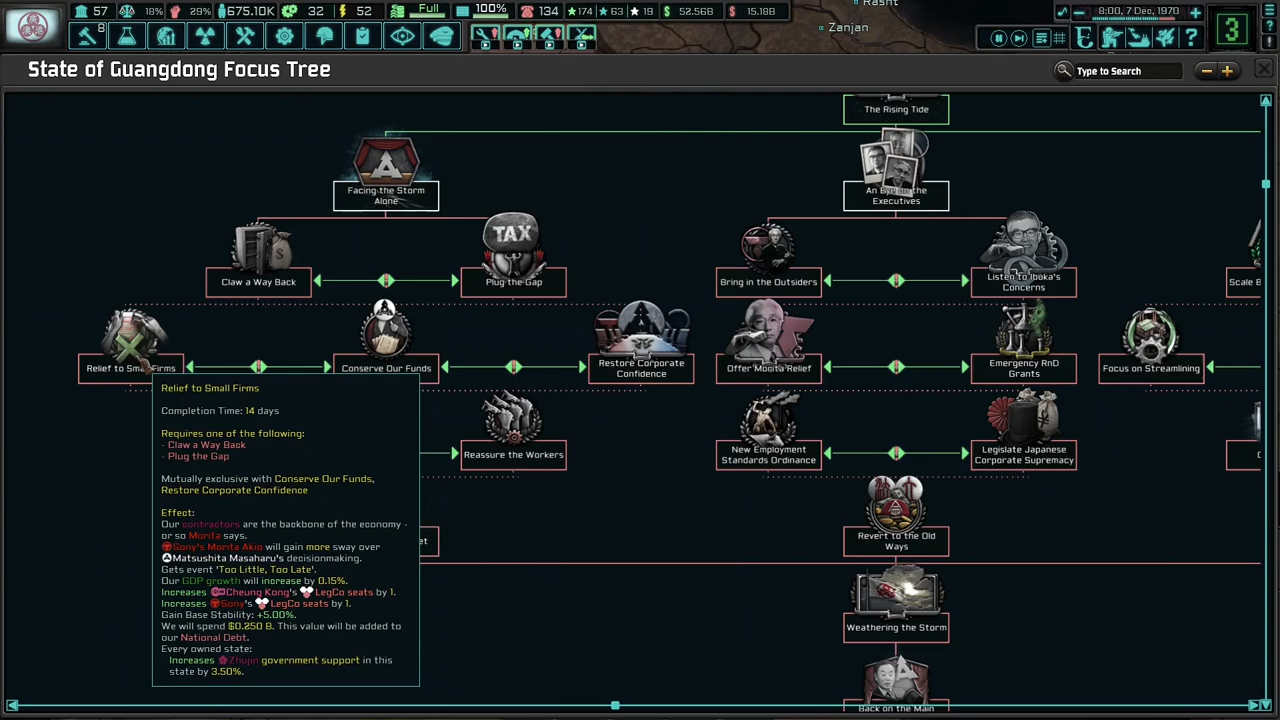 57
18%
29%
675.10K
32
52
Full
100%
134
174
63
19
52.56B
15.18B
Rasht
Zanjan
8:00, 7 Dec, 1970
3
8
State of Guangdong Focus Tree
Type to Search
The Rising Tide
Facing the Storm
Alone
An Eye on the
Executives
TAX
Claw a Way Back
Plug the Gap
Bring in the Outsiders
Listen to Ibuka's
Concerns
Relief to Small Firms
Conserve Our Funds
Restore Corporate
Confidence
Offer Morita Relief
Emergency RnD
Grants
Focus on Streamlining
Relief to Small Firms
Completion Time: 14 days
Requires one of the following:
- Claw a Way Back
- Plug the Gap
Mutually exclusive with Conserve Our Funds,
Restore Corporate Confidence
Effect:
Our contractors are the backbone of the economy -
or so Morita says.
Sony's Morita Akio will gain more sway over
Matsushita Masaharu's decisionmaking.
Gets event 'Too Little, Too Late'.
Our GDP growth will increase by 0.15%.
Increases Cheung Kong's LegCo seats by 1.
Increases Sony's LegCo seats by 1.
Gain Base Stability: +5.00%.
We will spend $0.250 B. This value will be added to
our National Debt.
Every owned state:
Increases Zhujin government support in this
state by 3.50%.
Reassure the Workers
New Employment
Standards Ordinance
Legislate Japanese
Corporate Supremacy
Revert to the Old
Ways
Weathering the Storm
Back on the Main